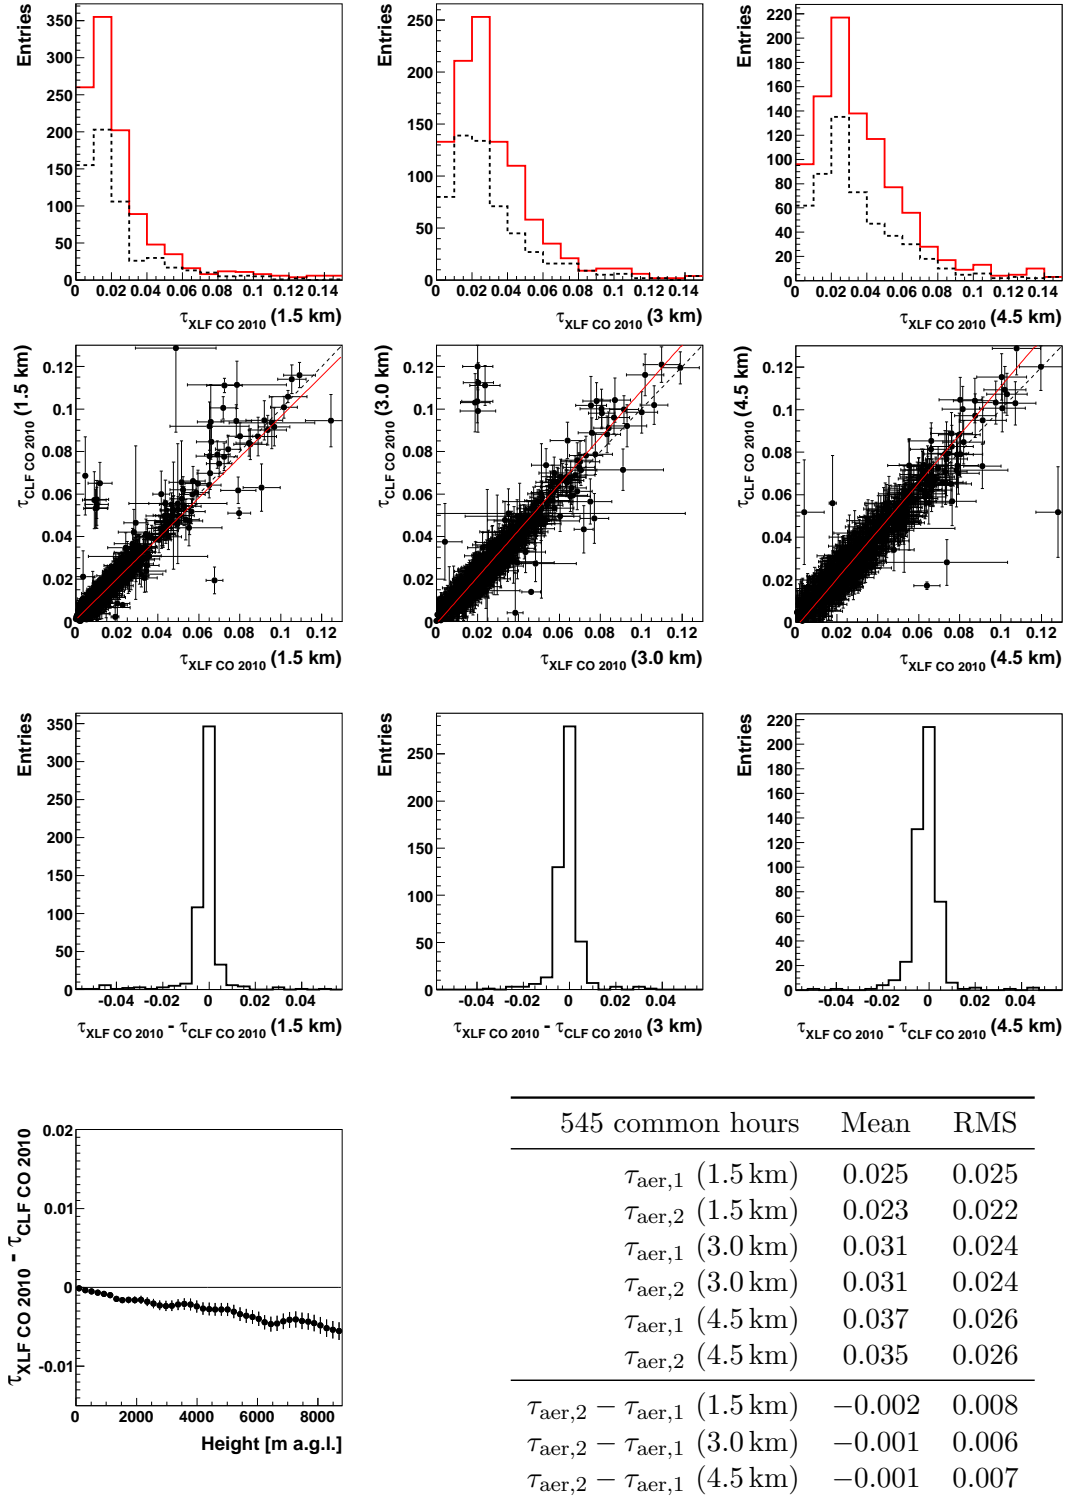 Entries
350
300
250
200
150
100
50
0
0 0.02 0.04 0.06 0.08 0.1 0.12 0.14
τXLF CO 2010 (1.5 km)
Entries
250
200
150
100
50
0
0 0.02 0.04 0.06 0.08 0.1 0.12 0.14
τXLF CO 2010 (3 km)
Entries
220
200
180
160
140
120
100
80
60
40
20
0
0 0.02 0.04 0.06 0.08 0.1 0.12 0.14
τXLF CO 2010 (4.5 km)
τCLF CO 2010 (1.5 km)
0.12
0.1
0.08
0.06
0.04
0.02
0
0 0.02 0.04 0.06 0.08 0.1 0.12
τXLF CO 2010 (1.5 km)
τCLF CO 2010 (3.0 km)
0.12
0.1
0.08
0.06
0.04
0.02
0
0 0.02 0.04 0.06 0.08 0.1 0.12
τXLF CO 2010 (3.0 km)
τCLF CO 2010 (4.5 km)
0.12
0.1
0.08
0.06
0.04
0.02
0
0 0.02 0.04 0.06 0.08 0.1 0.12
τXLF CO 2010 (4.5 km)
Entries
350
300
250
200
150
100
50
0
-0.04 -0.02 0 0.02 0.04
τXLF CO 2010 - τCLF CO 2010 (1.5 km)
Entries
250
200
150
100
50
0
-0.04 -0.02 0 0.02 0.04
τXLF CO 2010 - τCLF CO 2010 (3 km)
Entries
220
200
180
160
140
120
100
80
60
40
20
0
-0.04 -0.02 0 0.02 0.04
τXLF CO 2010 - τCLF CO 2010 (4.5 km)
τXLF CO 2010 - τCLF CO 2010
0.02
0.01
0
-0.01
0 2000 4000 6000 8000
Height [m a.g.l.]
545 common hours Mean RMS
τaer,1 (1.5 km) 0.025 0.025
τaer,2 (1.5 km) 0.023 0.022
τaer,1 (3.0 km) 0.031 0.024
τaer,2 (3.0 km) 0.031 0.024
τaer,1 (4.5 km) 0.037 0.026
τaer,2 (4.5 km) 0.035 0.026
τaer,2 − τaer,1 (1.5 km) −0.002 0.008
τaer,2 − τaer,1 (3.0 km) −0.001 0.006
τaer,2 − τaer,1 (4.5 km) −0.001 0.007